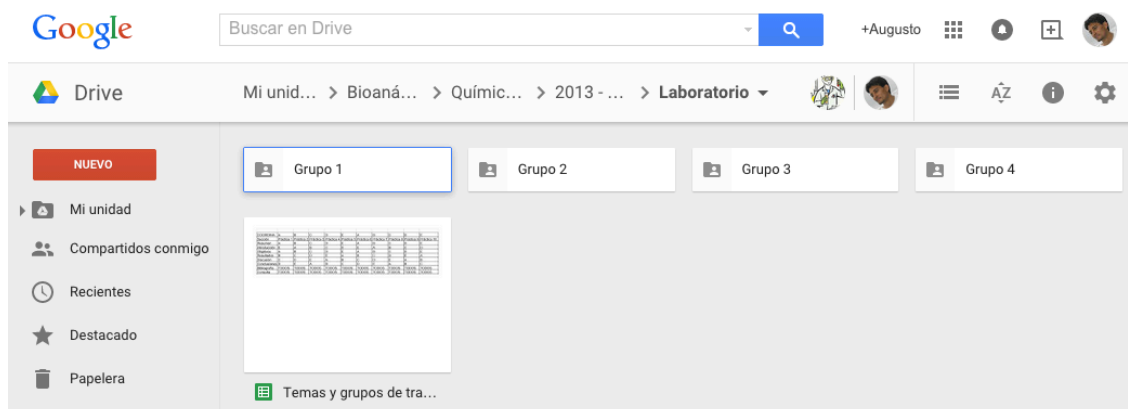 Google Buscar en Drive +Augusto
Drive Mi unid... > Bioaná... > Químic... > 2013 - ... > Laboratorio AZ
NUEVO
Grupo 1 Grupo 2 Grupo 3 Grupo 4
Mi unidad
Compartidos conmigo
Recientes
Destacado
Papelera
Temas y grupos de tra...